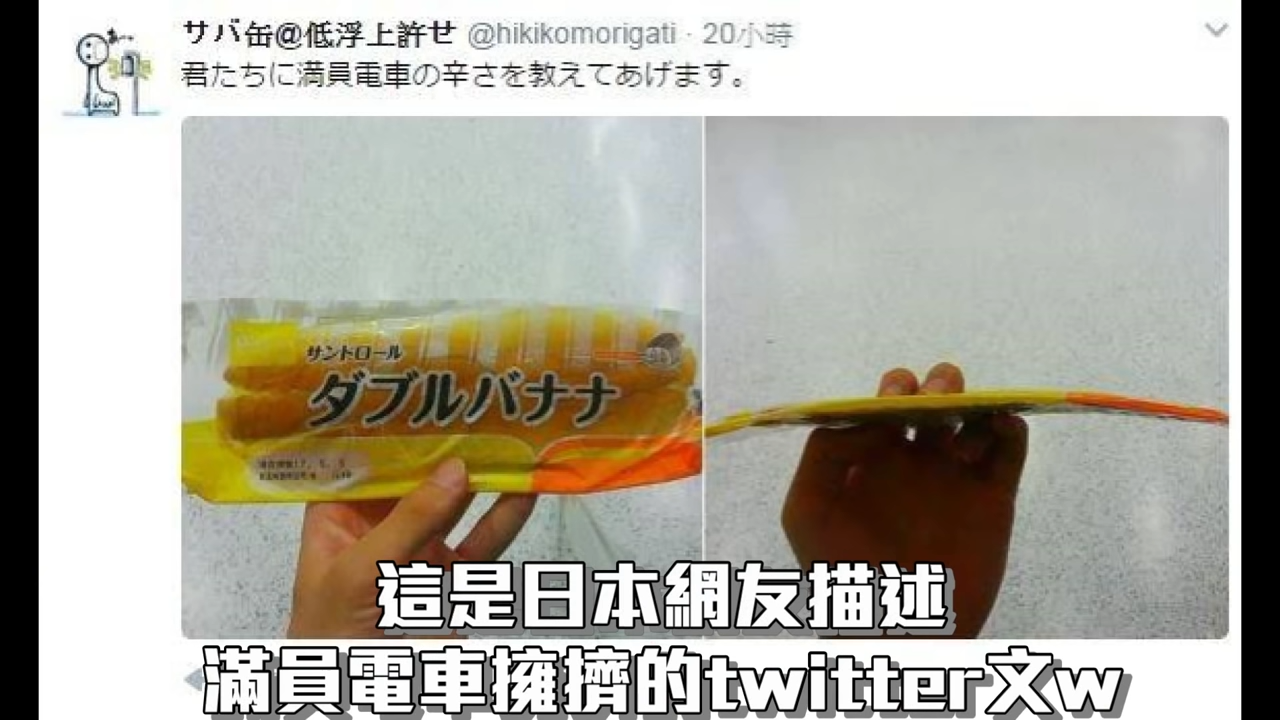 サバ缶@低浮上許せ @hikikomorigati · 20小時
君たちに満員電車の辛さを教えてあげます。
サンドロール
ダブルバナナ
這是日本網友描述
滿員電車擁擠的twitter文w